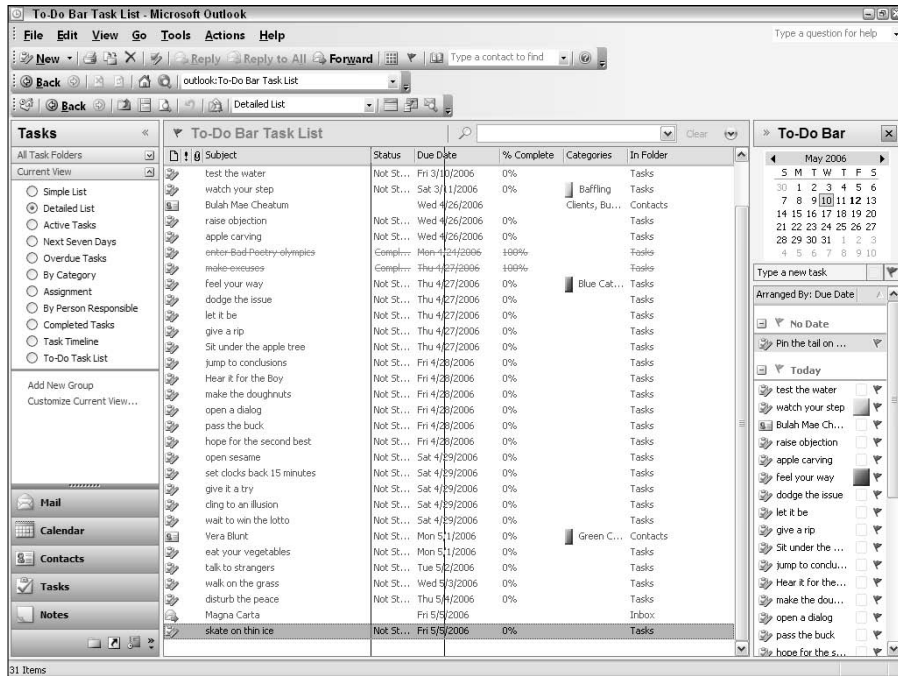 To-Do Bar Task List - Microsoft Outlook
File Edit View Go Tools Actions Help Type a question for help
New Reply Reply to All Forward Type a contact to find
Back outlook:To-Do Bar Task List
Back Detailed List
Tasks « To-Do Bar Task List Clear » To-Do Bar
All Task Folders
Current View
Simple List
Detailed List
Active Tasks
Next Seven Days
Overdue Tasks
By Category
Assignment
By Person Responsible
Completed Tasks
Task Timeline
To-Do Task List
Add New Group
Customize Current View...
Mail
Calendar
Contacts
Tasks
Notes
Subject Status Due Date % Complete Categories In Folder
test the water Not St... Fri 3/10/2006 0% Tasks
watch your step Not St... Sat 3/11/2006 0% Baffling Tasks
Bulah Mae Cheatum Wed 4/26/2006 Clients, Bu... Contacts
raise objection Not St... Wed 4/26/2006 0% Tasks
apple carving Not St... Wed 4/26/2006 0% Tasks
enter Bad Poetry olympics Compl... Mon 4/24/2006 100% Tasks
make excuses Compl... Thu 4/27/2006 100% Tasks
feel your way Not St... Thu 4/27/2006 0% Blue Cat... Tasks
dodge the issue Not St... Thu 4/27/2006 0% Tasks
let it be Not St... Thu 4/27/2006 0% Tasks
give a rip Not St... Thu 4/27/2006 0% Tasks
Sit under the apple tree Not St... Thu 4/27/2006 0% Tasks
jump to conclusions Not St... Fri 4/28/2006 0% Tasks
Hear it for the Boy Not St... Fri 4/28/2006 0% Tasks
make the doughnuts Not St... Fri 4/28/2006 0% Tasks
open a dialog Not St... Fri 4/28/2006 0% Tasks
pass the buck Not St... Fri 4/28/2006 0% Tasks
hope for the second best Not St... Fri 4/28/2006 0% Tasks
open sesame Not St... Sat 4/29/2006 0% Tasks
set clocks back 15 minutes Not St... Sat 4/29/2006 0% Tasks
give it a try Not St... Sat 4/29/2006 0% Tasks
cling to an illusion Not St... Sat 4/29/2006 0% Tasks
wait to win the lotto Not St... Sat 4/29/2006 0% Tasks
Vera Blunt Not St... Mon 5/1/2006 0% Green C... Contacts
eat your vegetables Not St... Mon 5/1/2006 0% Tasks
talk to strangers Not St... Tue 5/2/2006 0% Tasks
walk on the grass Not St... Wed 5/3/2006 0% Tasks
disturb the peace Not St... Thu 5/4/2006 0% Tasks
Magna Carta Fri 5/5/2006 Inbox
skate on thin ice Not St... Fri 5/5/2006 0% Tasks
May 2006
S M T W T F S
30 1 2 3 4 5 6
7 8 9 10 11 12 13
14 15 16 17 18 19 20
21 22 23 24 25 26 27
28 29 30 31 1 2 3
4 5 6 7 8 9 10
Type a new task
Arranged By: Due Date
No Date
Pin the tail on ...
Today
test the water
watch your step
Bulah Mae Ch...
raise objection
apple carving
feel your way
dodge the issue
let it be
give a rip
Sit under the ...
jump to conclu...
Hear it for the...
make the dou...
open a dialog
pass the buck
hope for the s...
31 Items